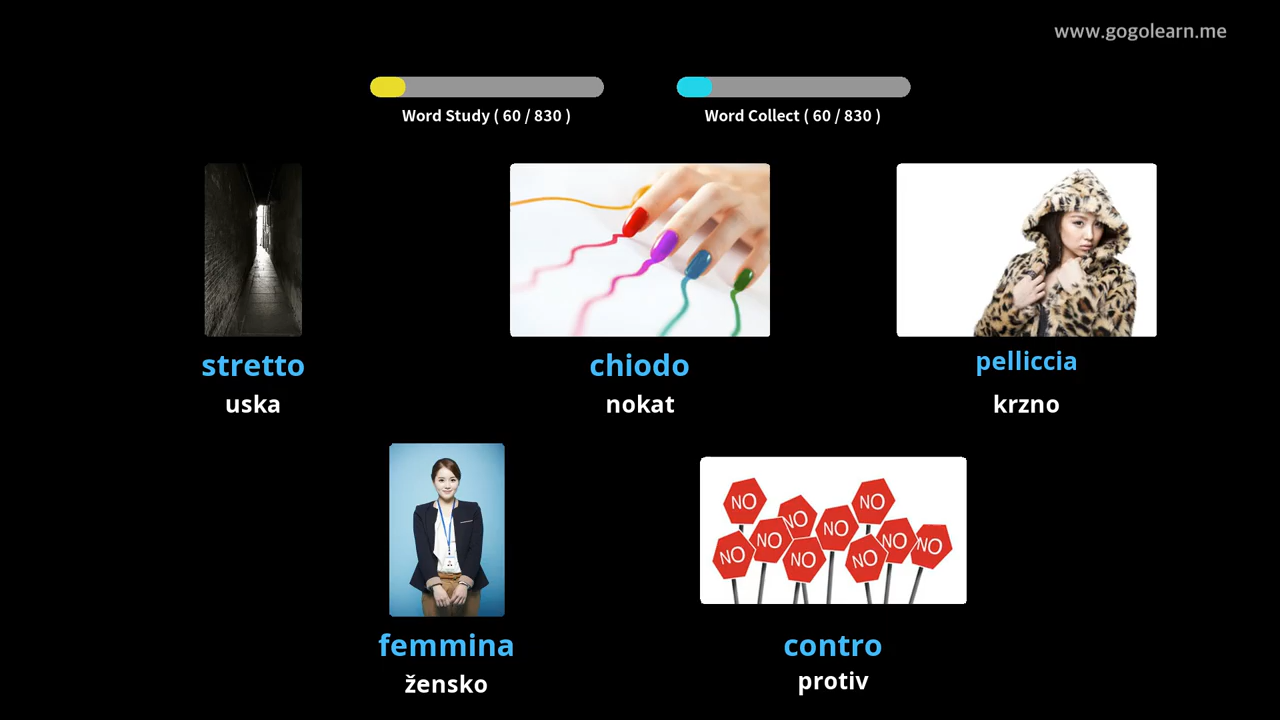 www.gogolearn.me
Word Study ( 60 / 830 )
Word Collect ( 60 / 830 )
stretto
uska
chiodo
nokat
pelliccia
krzno
NO
NO
NO
NO
NO
NO
NO
NO
NO
NO
femmina
žensko
contro
protiv